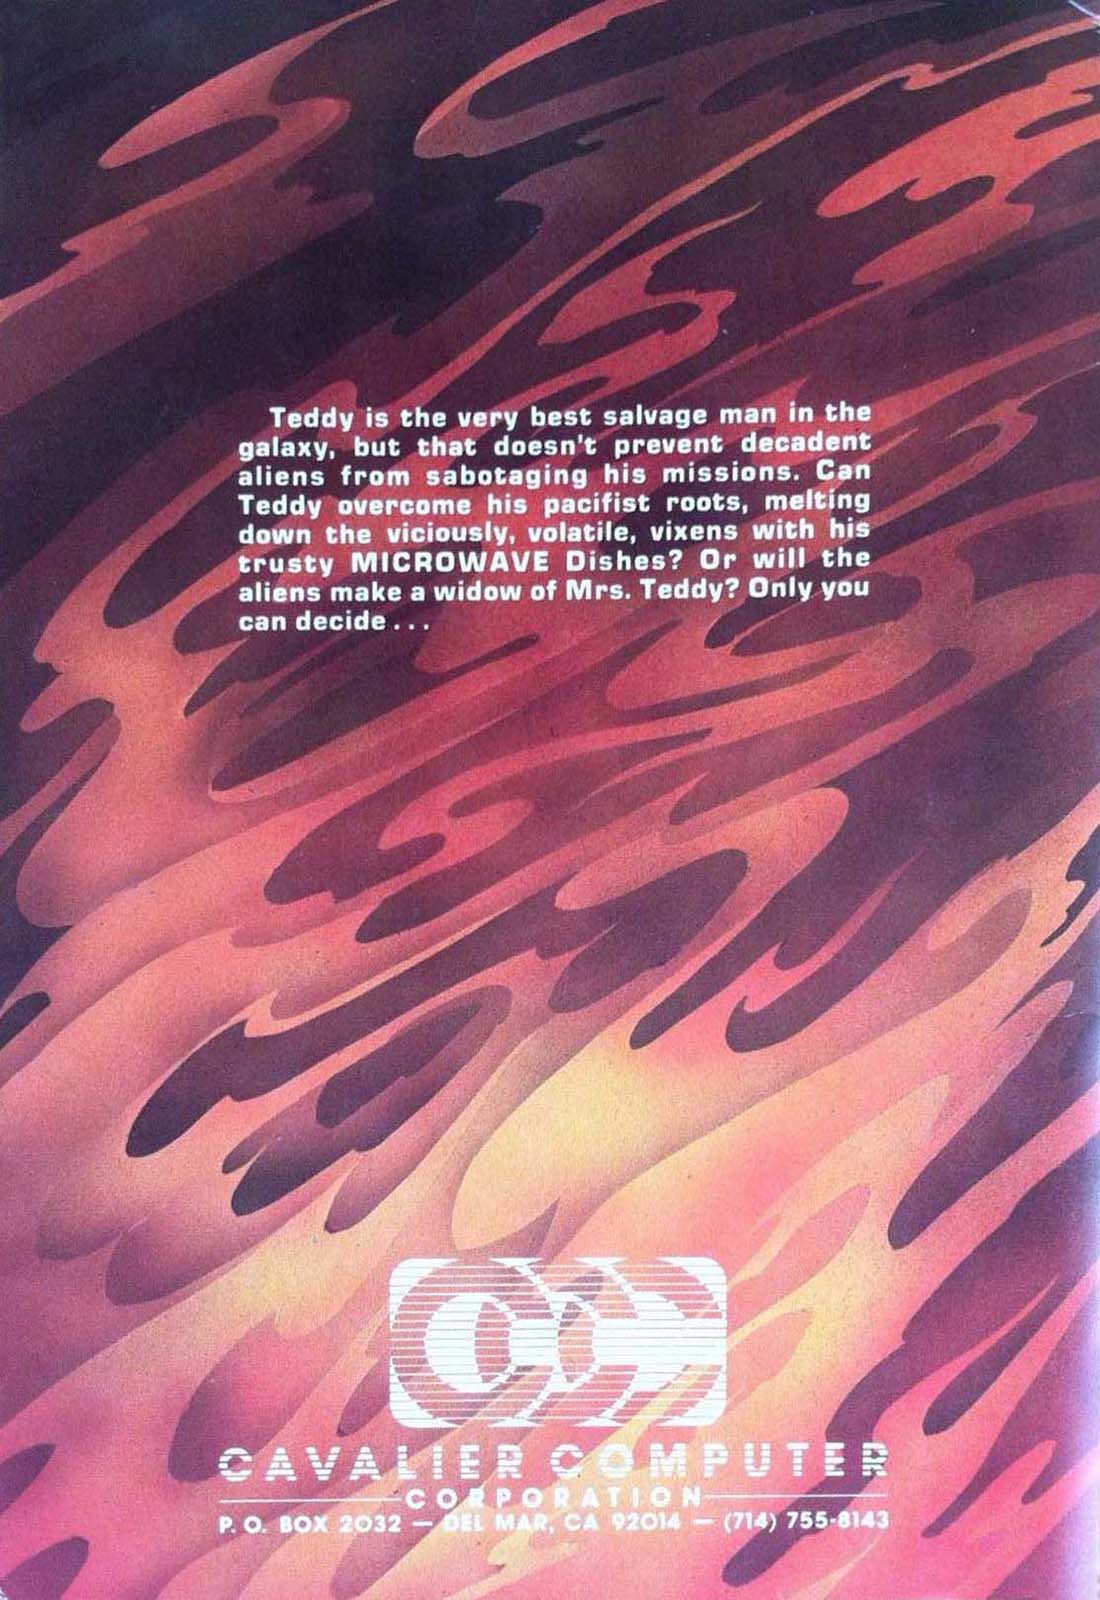 Teddy is the very best salvage man in the
galaxy, but that doesn't prevent decadent
aliens from sabotaging his missions. Can
Teddy overcome his pacifist roots, melting
down the viciously, volatile, vixens with his
trusty MICROWAVE Dishes? Or will the
aliens make a widow of Mrs. Teddy? Only you
can decide . . .
CCC
CAVALIER COMPUTER
CORPORATION
P. O. BOX 2032 — DEL MAR, CA 92014 — (714) 755-8143